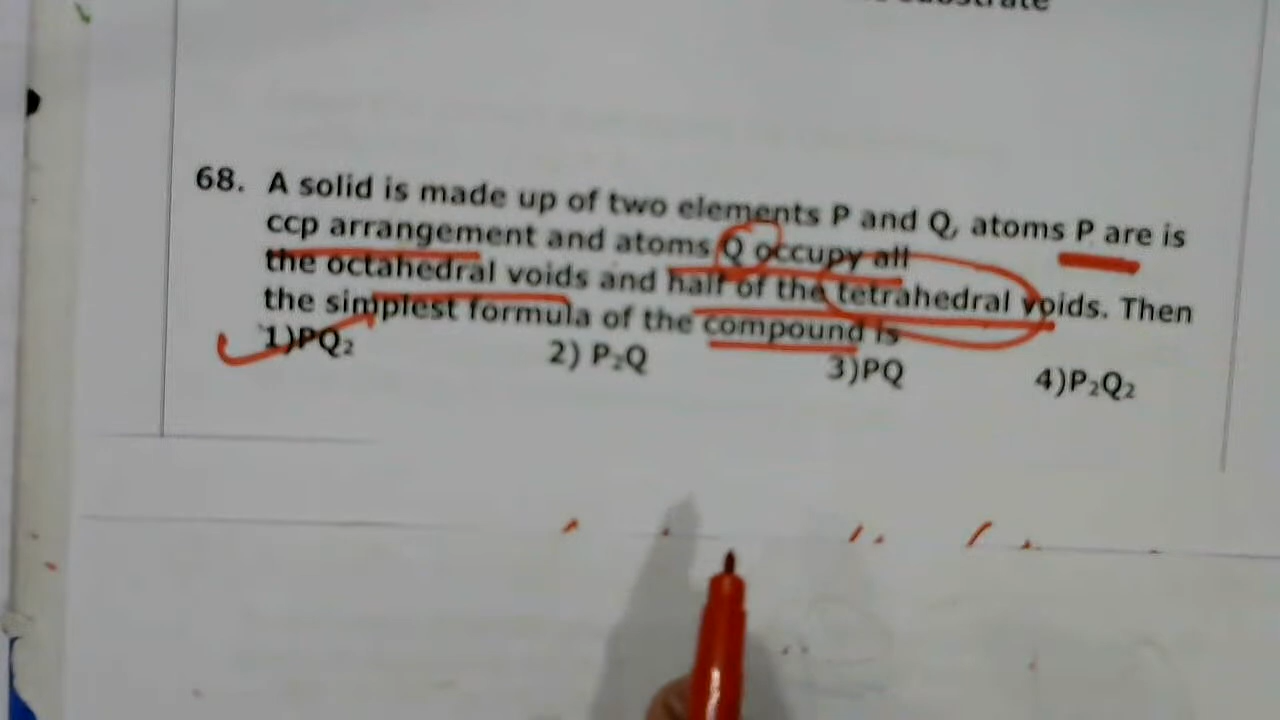 substrate
68. A solid is made up of two elements P and Q, atoms P are is
ccp arrangement and atoms Q occupy all
the octahedral voids and half of the tetrahedral voids. Then
the simplest formula of the compound is
1)PQ₂ 2) P₂Q 3)PQ 4)P₂Q₂